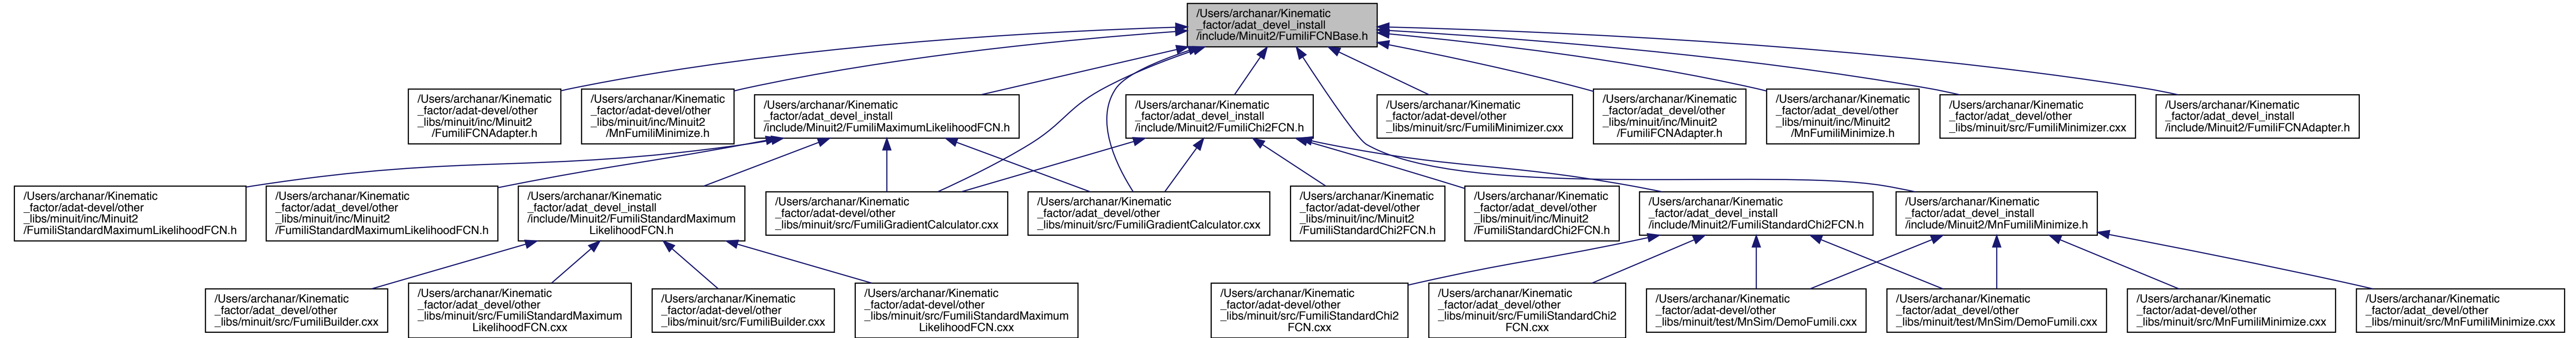 /Users/archanar/Kinematic
_factor/adat_devel_install
/include/Minuit2/FumiliFCNBase.h
/Users/archanar/Kinematic
_factor/adat-devel/other
_libs/minuit/inc/Minuit2
/FumiliFCNAdapter.h
/Users/archanar/Kinematic
_factor/adat-devel/other
_libs/minuit/inc/Minuit2
/MnFumiliMinimize.h
/Users/archanar/Kinematic
_factor/adat_devel_install
/include/Minuit2/FumiliMaximumLikelihoodFCN.h
/Users/archanar/Kinematic
_factor/adat_devel_install
/include/Minuit2/FumiliChi2FCN.h
/Users/archanar/Kinematic
_factor/adat-devel/other
_libs/minuit/src/FumiliMinimizer.cxx
/Users/archanar/Kinematic
_factor/adat_devel/other
_libs/minuit/inc/Minuit2
/FumiliFCNAdapter.h
/Users/archanar/Kinematic
_factor/adat_devel/other
_libs/minuit/inc/Minuit2
/MnFumiliMinimize.h
/Users/archanar/Kinematic
_factor/adat_devel/other
_libs/minuit/src/FumiliMinimizer.cxx
/Users/archanar/Kinematic
_factor/adat_devel_install
/include/Minuit2/FumiliFCNAdapter.h
/Users/archanar/Kinematic
_factor/adat-devel/other
_libs/minuit/inc/Minuit2
/FumiliStandardMaximumLikelihoodFCN.h
/Users/archanar/Kinematic
_factor/adat_devel/other
_libs/minuit/inc/Minuit2
/FumiliStandardMaximumLikelihoodFCN.h
/Users/archanar/Kinematic
_factor/adat_devel_install
/include/Minuit2/FumiliStandardMaximum
LikelihoodFCN.h
/Users/archanar/Kinematic
_factor/adat-devel/other
_libs/minuit/src/FumiliGradientCalculator.cxx
/Users/archanar/Kinematic
_factor/adat_devel/other
_libs/minuit/src/FumiliGradientCalculator.cxx
/Users/archanar/Kinematic
_factor/adat-devel/other
_libs/minuit/inc/Minuit2
/FumiliStandardChi2FCN.h
/Users/archanar/Kinematic
_factor/adat_devel/other
_libs/minuit/inc/Minuit2
/FumiliStandardChi2FCN.h
/Users/archanar/Kinematic
_factor/adat_devel_install
/include/Minuit2/FumiliStandardChi2FCN.h
/Users/archanar/Kinematic
_factor/adat_devel_install
/include/Minuit2/MnFumiliMinimize.h
/Users/archanar/Kinematic
_factor/adat_devel/other
_libs/minuit/src/FumiliBuilder.cxx
/Users/archanar/Kinematic
_factor/adat_devel/other
_libs/minuit/src/FumiliStandardMaximum
LikelihoodFCN.cxx
/Users/archanar/Kinematic
_factor/adat-devel/other
_libs/minuit/src/FumiliBuilder.cxx
/Users/archanar/Kinematic
_factor/adat-devel/other
_libs/minuit/src/FumiliStandardMaximum
LikelihoodFCN.cxx
/Users/archanar/Kinematic
_factor/adat-devel/other
_libs/minuit/src/FumiliStandardChi2
FCN.cxx
/Users/archanar/Kinematic
_factor/adat_devel/other
_libs/minuit/src/FumiliStandardChi2
FCN.cxx
/Users/archanar/Kinematic
_factor/adat-devel/other
_libs/minuit/test/MnSim/DemoFumili.cxx
/Users/archanar/Kinematic
_factor/adat_devel/other
_libs/minuit/test/MnSim/DemoFumili.cxx
/Users/archanar/Kinematic
_factor/adat-devel/other
_libs/minuit/src/MnFumiliMinimize.cxx
/Users/archanar/Kinematic
_factor/adat_devel/other
_libs/minuit/src/MnFumiliMinimize.cxx